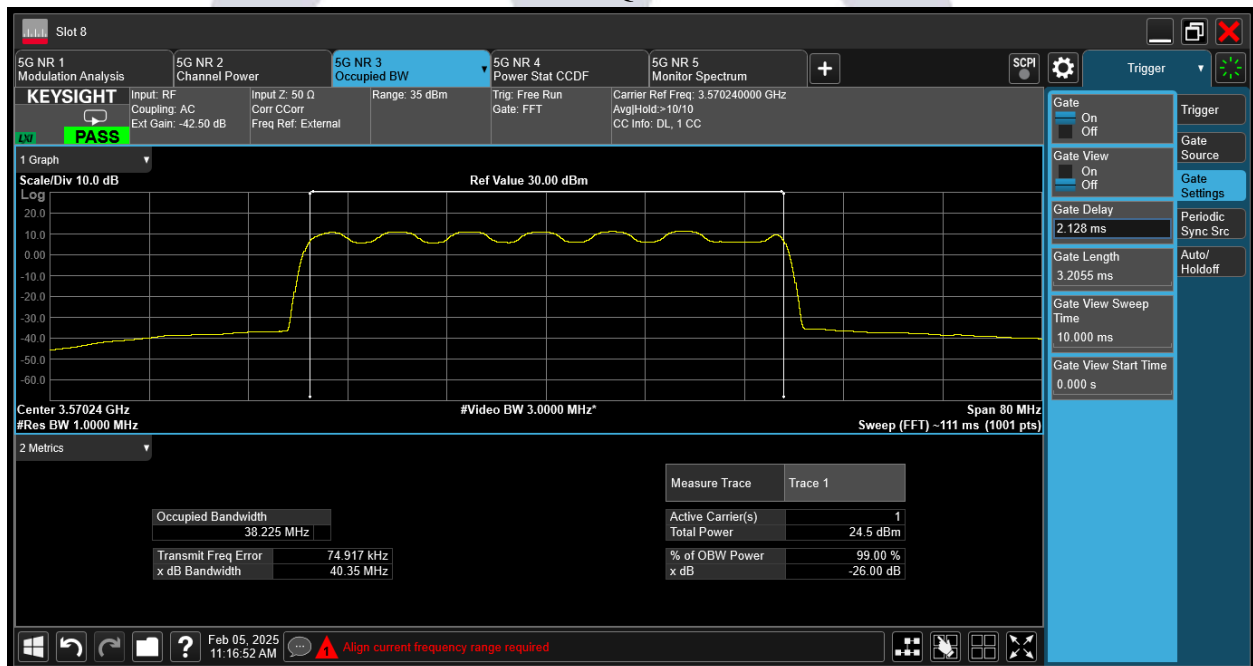 Slot 8
5G NR 1
Modulation Analysis
5G NR 2
Channel Power
5G NR 3
Occupied BW
5G NR 4
Power Stat CCDF
5G NR 5
Monitor Spectrum
+
SCPI
Trigger
KEYSIGHT
LXI
PASS
Input: RF
Coupling: AC
Ext Gain: -42.50 dB
Input Z: 50 Ω
Corr CCorr
Freq Ref: External
Range: 35 dBm
Trig: Free Run
Gate: FFT
Carrier Ref Freq: 3.570240000 GHz
Avg|Hold:>10/10
CC Info: DL, 1 CC
1 Graph
Scale/Div 10.0 dB
Ref Value 30.00 dBm
Log
20.0
10.0
0.00
-10.0
-20.0
-30.0
-40.0
-50.0
-60.0
Center 3.57024 GHz
#Video BW 3.0000 MHz*
Span 80 MHz
#Res BW 1.0000 MHz
Sweep (FFT) ~111 ms (1001 pts)
2 Metrics
Measure Trace Trace 1
Occupied Bandwidth
38.225 MHz
Active Carrier(s) 1
Total Power 24.5 dBm
Transmit Freq Error 74.917 kHz
x dB Bandwidth 40.35 MHz
% of OBW Power 99.00 %
x dB -26.00 dB
Gate
On
Off
Gate View
On
Off
Gate Delay
2.128 ms
Gate Length
3.2055 ms
Gate View Sweep
Time
10.000 ms
Gate View Start Time
0.000 s
Trigger
Gate
Source
Gate
Settings
Periodic
Sync Src
Auto/
Holdoff
?
Feb 05, 2025
11:16:52 AM
1
Align current frequency range required